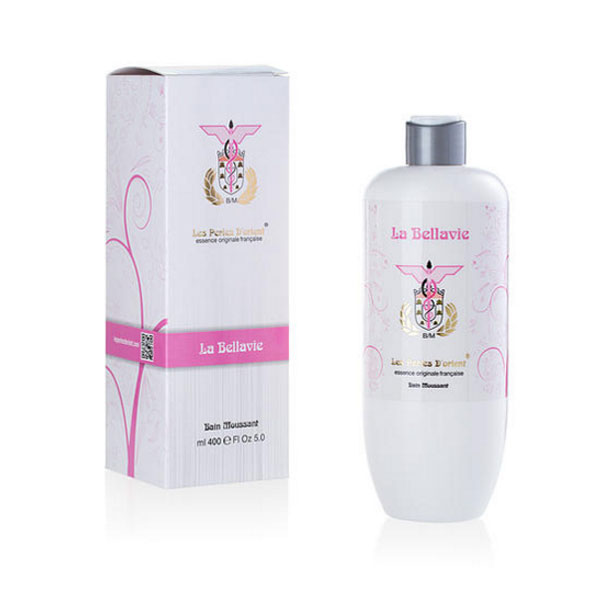 B/M
Les Perles D'orient®
essence originale française
La Bellavie
Bain Moussant
ml 400 e Fl Oz 5.0
La Bellavie
B/M
Les Perles D'orient®
essence originale française
Bain Moussant